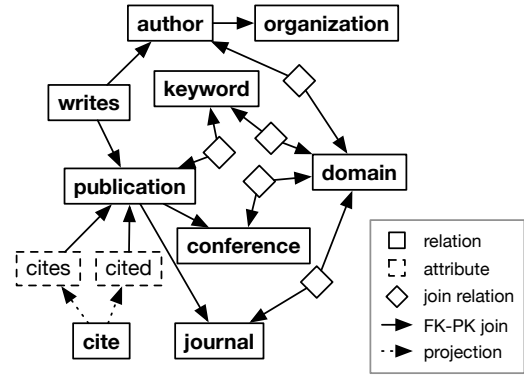 author organization
keyword
writes
domain
publication
conference
cites cited
cite journal
relation
attribute
join relation
FK-PK join
projection